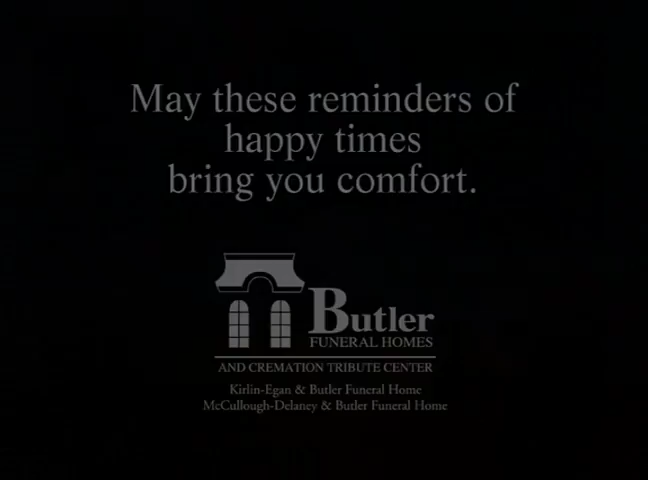 May these reminders of
happy times
bring you comfort.
Butler
FUNERAL HOMES
AND CREMATION TRIBUTE CENTER
Kirlin-Egan & Butler Funeral Home
McCullough-Delaney & Butler Funeral Home